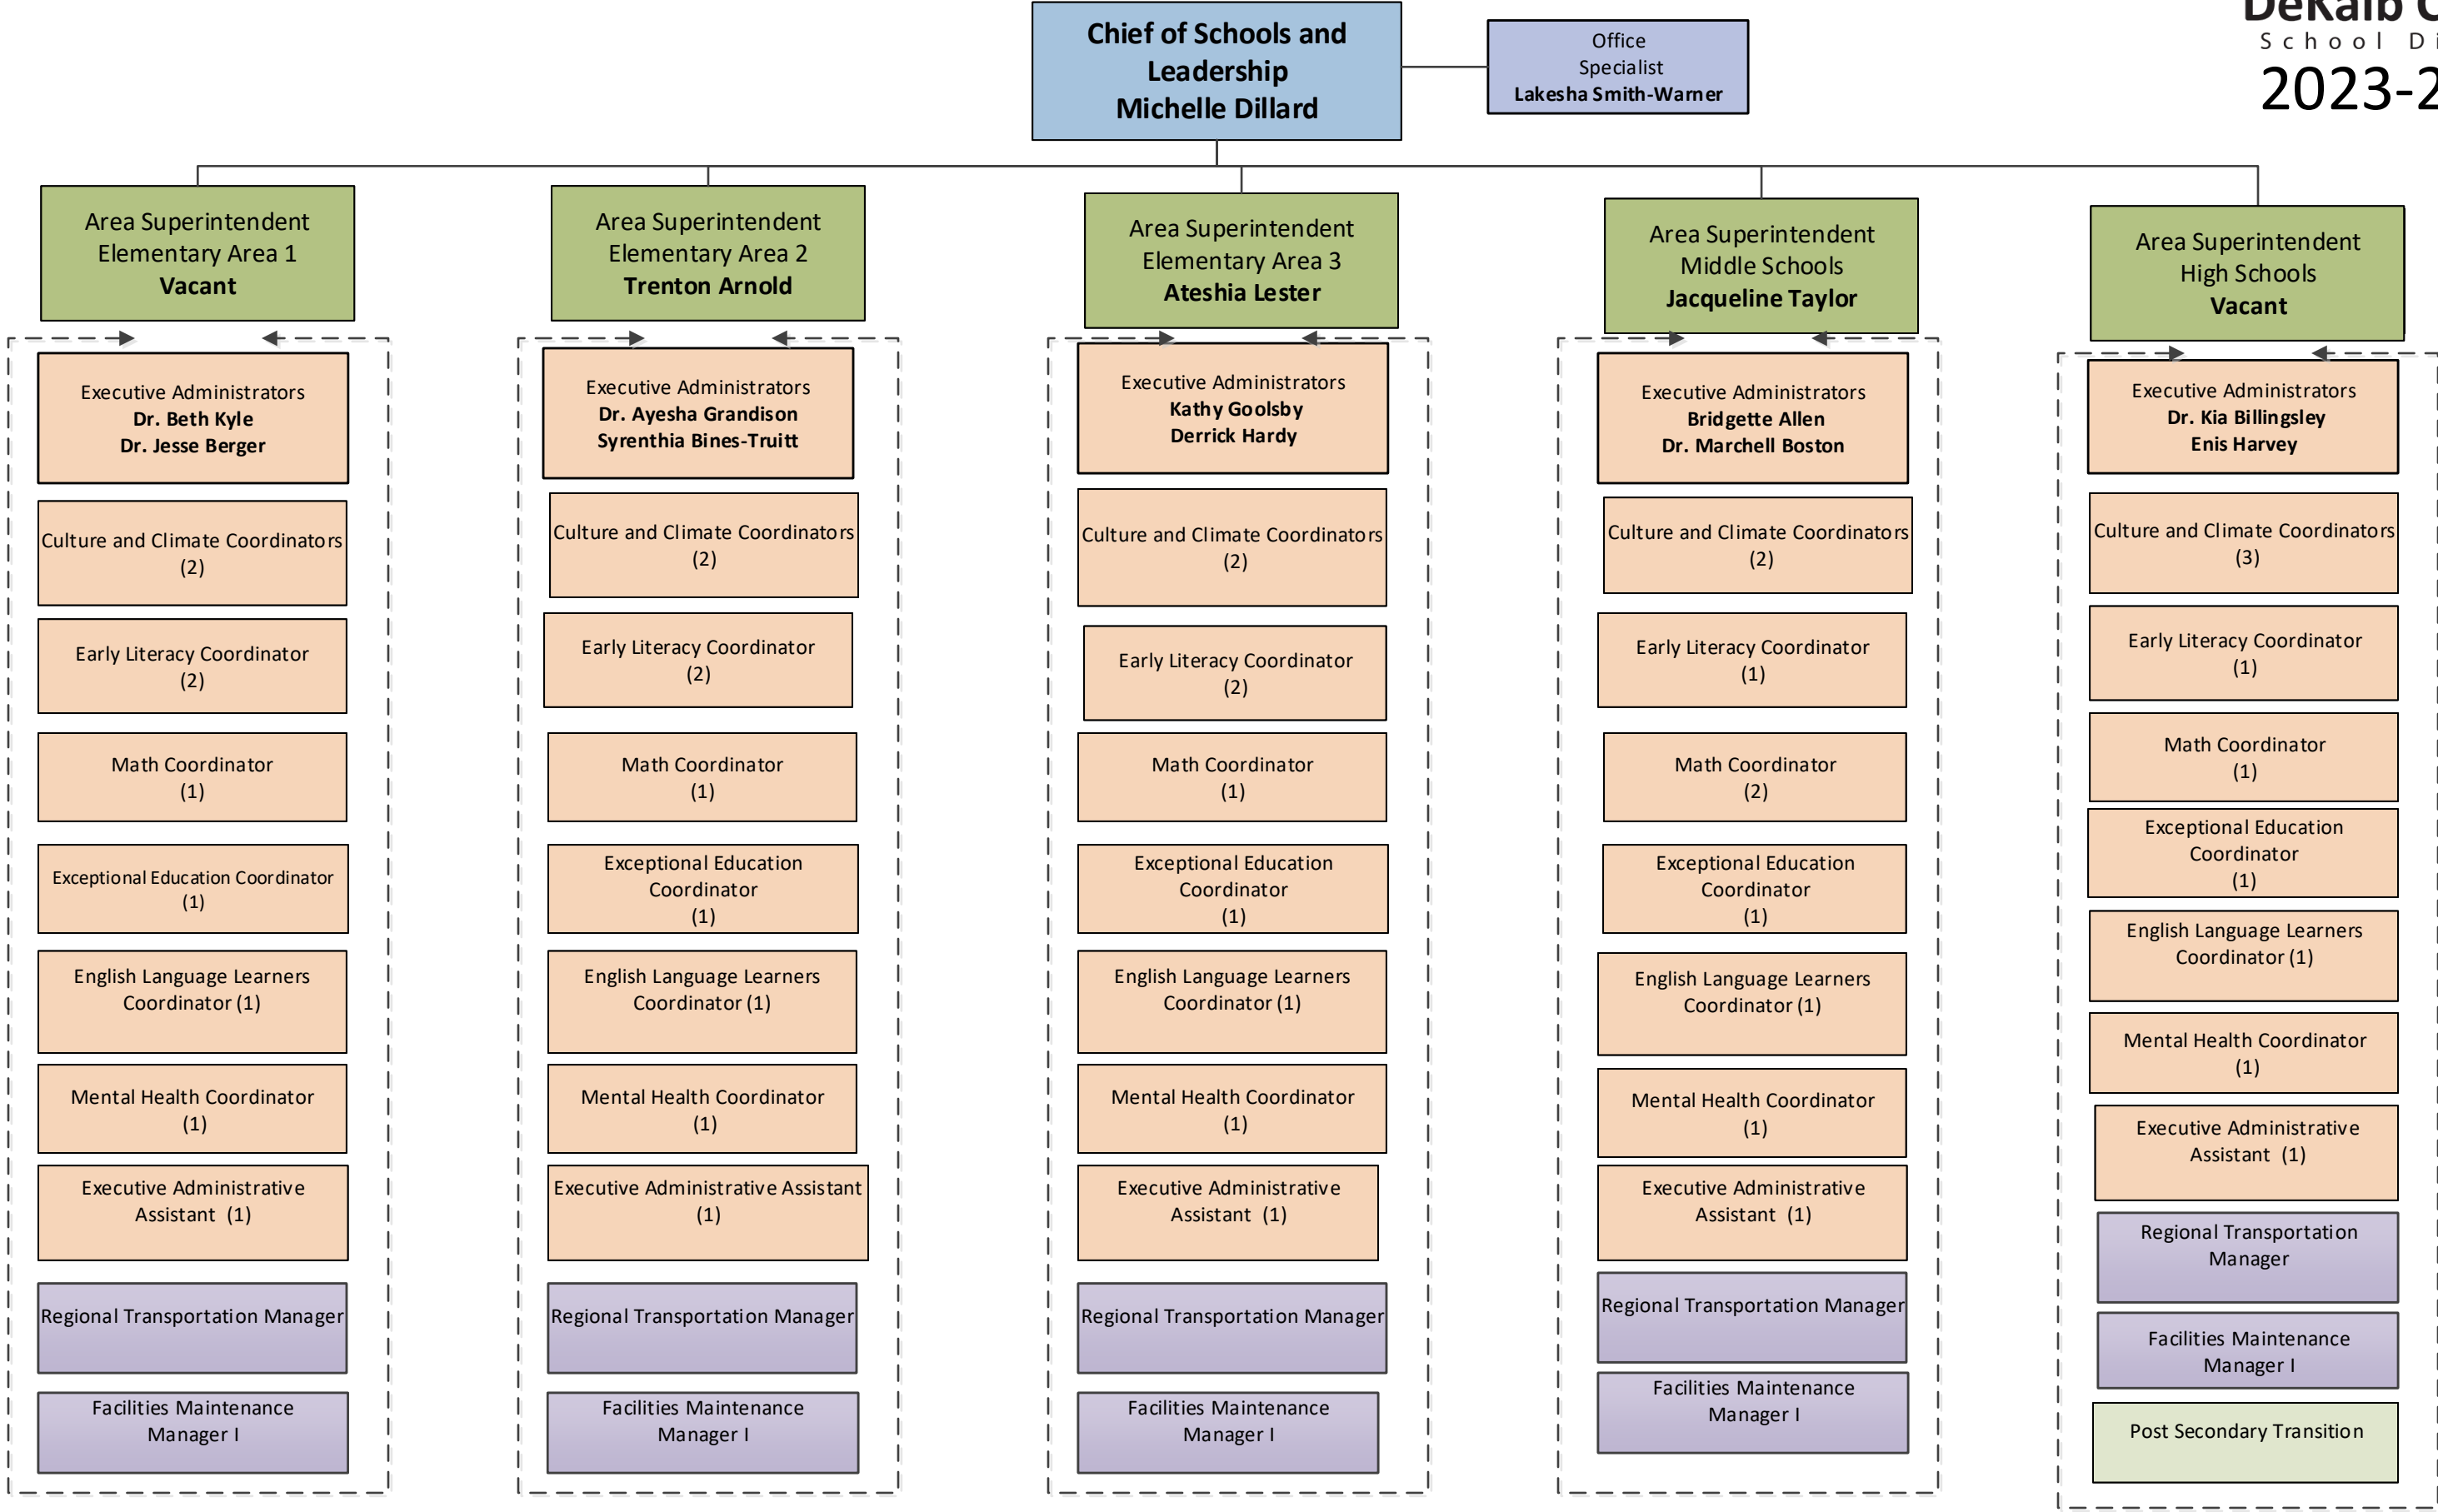 Chief of Schools and
Leadership
Michelle Dillard
Office
Specialist
Lakesha Smith-Warner
DeKalb C
School Di
2023-2
Area Superintendent
Elementary Area 1
Vacant
Executive Administrators
Dr. Beth Kyle
Dr. Jesse Berger
Culture and Climate Coordinators
(2)
Early Literacy Coordinator
(2)
Math Coordinator
(1)
Exceptional Education Coordinator
(1)
English Language Learners
Coordinator (1)
Mental Health Coordinator
(1)
Executive Administrative
Assistant (1)
Regional Transportation Manager
Facilities Maintenance
Manager I
Area Superintendent
Elementary Area 2
Trenton Arnold
Executive Administrators
Dr. Ayesha Grandison
Syrenthia Bines-Truitt
Culture and Climate Coordinators
(2)
Early Literacy Coordinator
(2)
Math Coordinator
(1)
Exceptional Education
Coordinator
(1)
English Language Learners
Coordinator (1)
Mental Health Coordinator
(1)
Executive Administrative Assistant
(1)
Regional Transportation Manager
Facilities Maintenance
Manager I
Area Superintendent
Elementary Area 3
Ateshia Lester
Executive Administrators
Kathy Goolsby
Derrick Hardy
Culture and Climate Coordinators
(2)
Early Literacy Coordinator
(2)
Math Coordinator
(1)
Exceptional Education
Coordinator
(1)
English Language Learners
Coordinator (1)
Mental Health Coordinator
(1)
Executive Administrative
Assistant (1)
Regional Transportation Manager
Facilities Maintenance
Manager I
Area Superintendent
Middle Schools
Jacqueline Taylor
Executive Administrators
Bridgette Allen
Dr. Marchell Boston
Culture and Climate Coordinators
(2)
Early Literacy Coordinator
(1)
Math Coordinator
(2)
Exceptional Education
Coordinator
(1)
English Language Learners
Coordinator (1)
Mental Health Coordinator
(1)
Executive Administrative
Assistant (1)
Regional Transportation Manager
Facilities Maintenance
Manager I
Area Superintendent
High Schools
Vacant
Executive Administrators
Dr. Kia Billingsley
Enis Harvey
Culture and Climate Coordinators
(3)
Early Literacy Coordinator
(1)
Math Coordinator
(1)
Exceptional Education
Coordinator
(1)
English Language Learners
Coordinator (1)
Mental Health Coordinator
(1)
Executive Administrative
Assistant (1)
Regional Transportation
Manager
Facilities Maintenance
Manager I
Post Secondary Transition